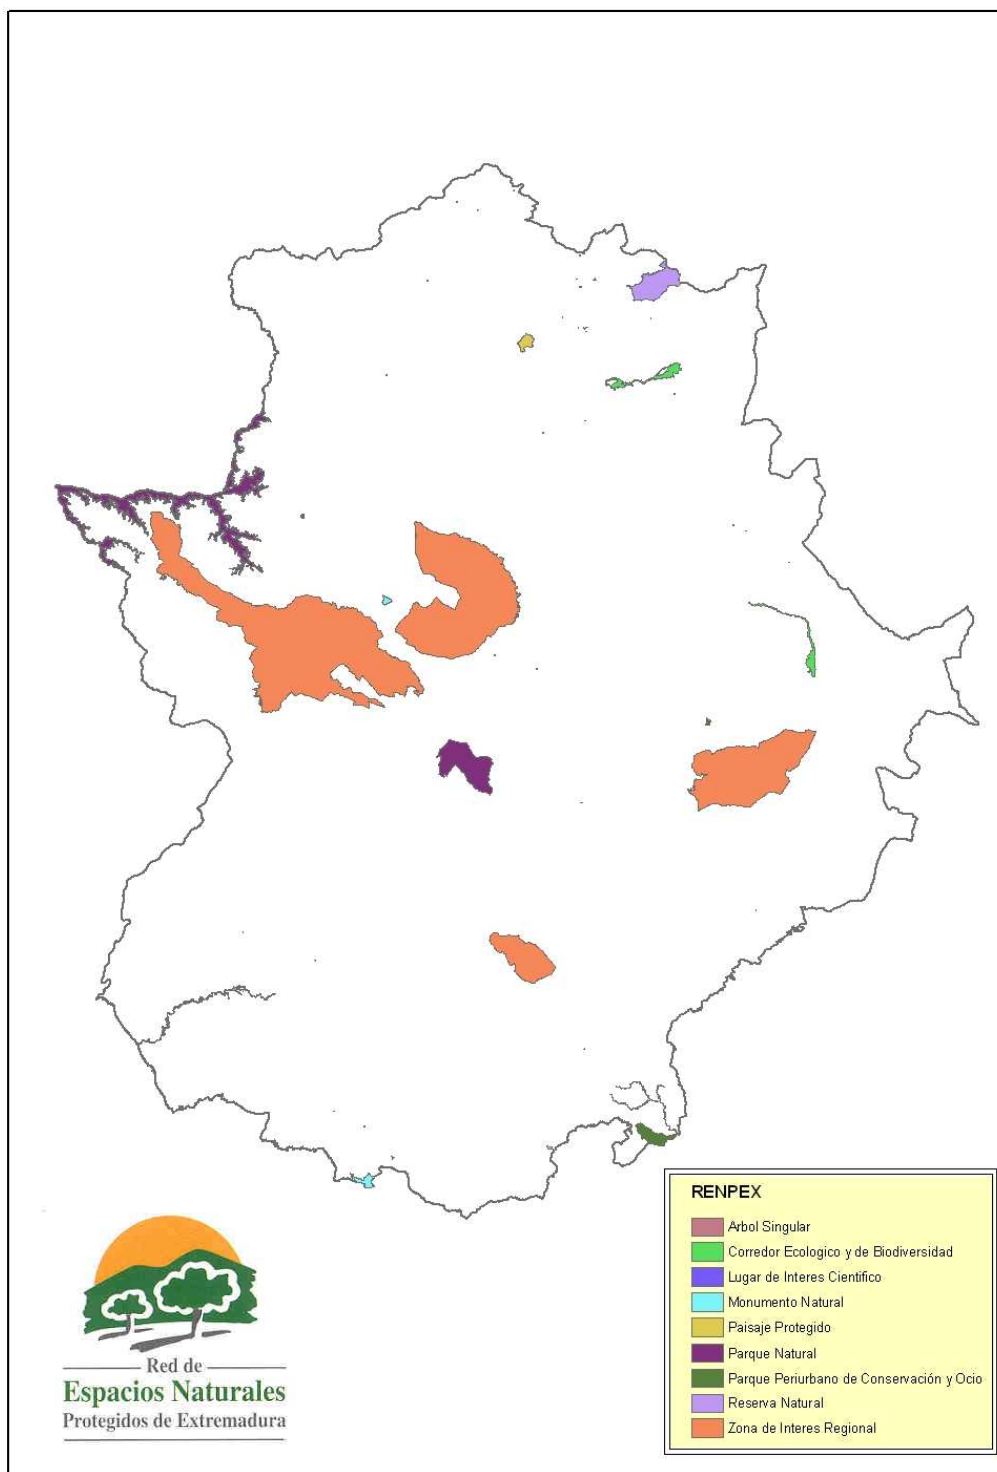 RENPEX
Arbol Singular
Corredor Ecologico y de Biodiversidad
Lugar de Interes Cientifico
Monumento Natural
Paisaje Protegido
Parque Natural
Parque Periurbano de Conservación y Ocio
Reserva Natural
Zona de Interes Regional
Red de
Espacios Naturales
Protegidos de Extremadura